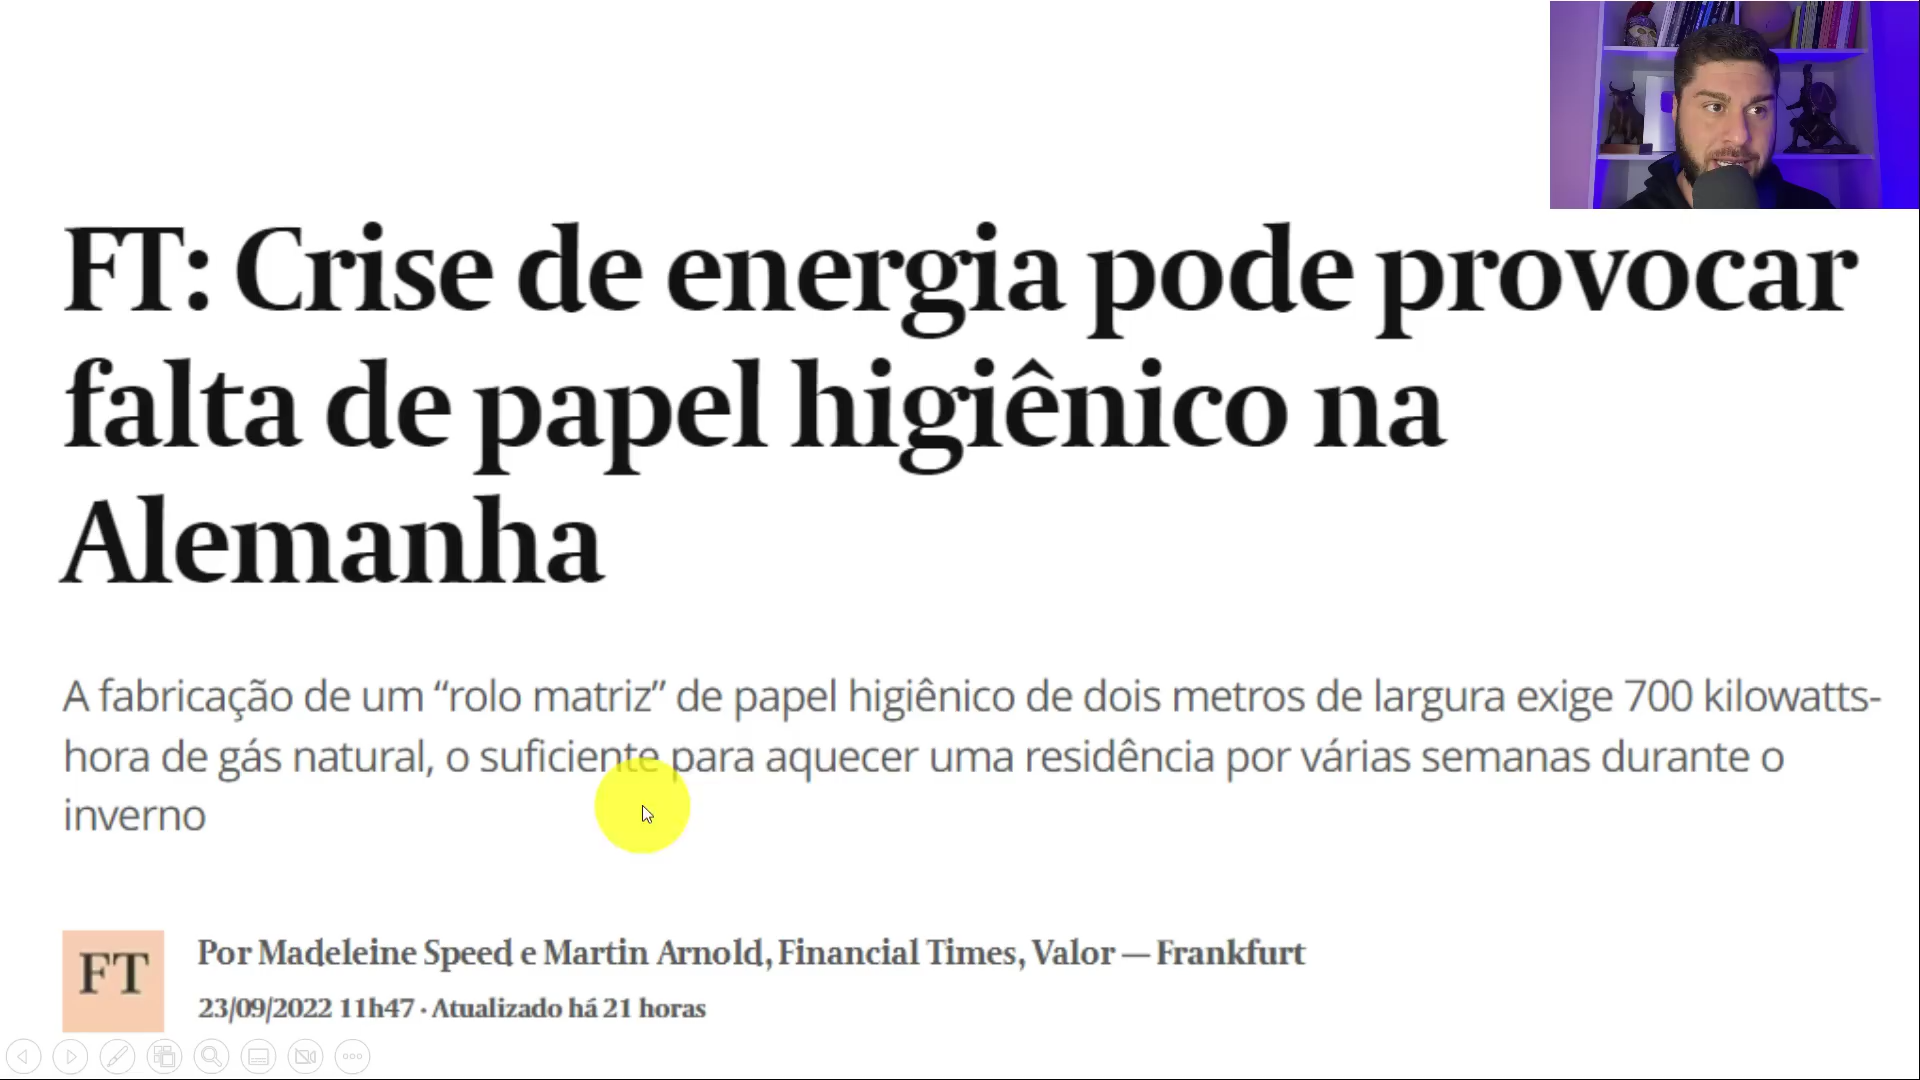 FT: Crise de energia pode provocar
falta de papel higiênico na
Alemanha
A fabricação de um “rolo matriz” de papel higiênico de dois metros de largura exige 700 kilowatts-
hora de gás natural, o suficiente para aquecer uma residência por várias semanas durante o
inverno
FT
Por Madeleine Speed e Martin Arnold, Financial Times, Valor — Frankfurt
23/09/2022 11h47 · Atualizado há 21 horas